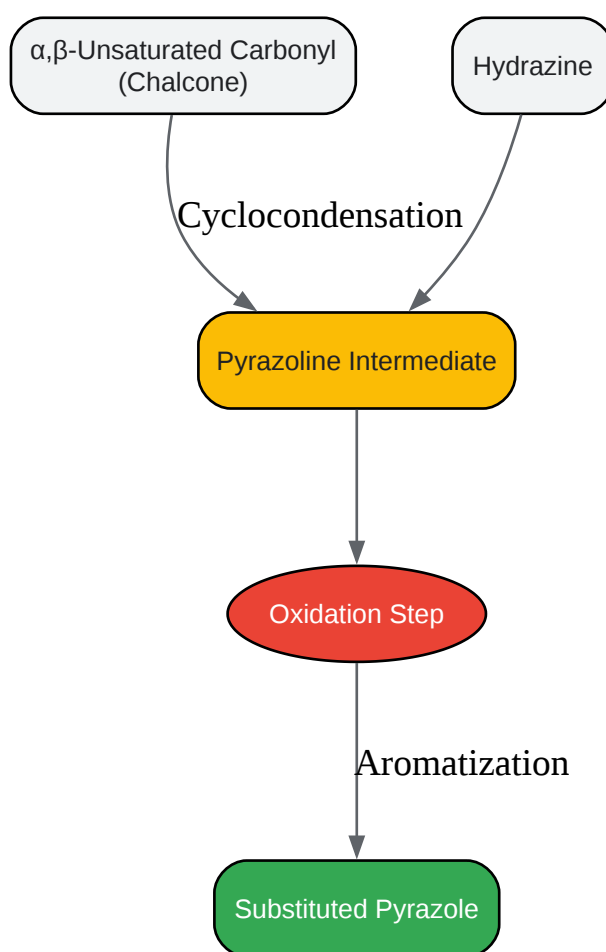 α,β-Unsaturated Carbonyl
(Chalcone)
Hydrazine
Cyclocondensation
Pyrazoline Intermediate
Oxidation Step
Aromatization
Substituted Pyrazole